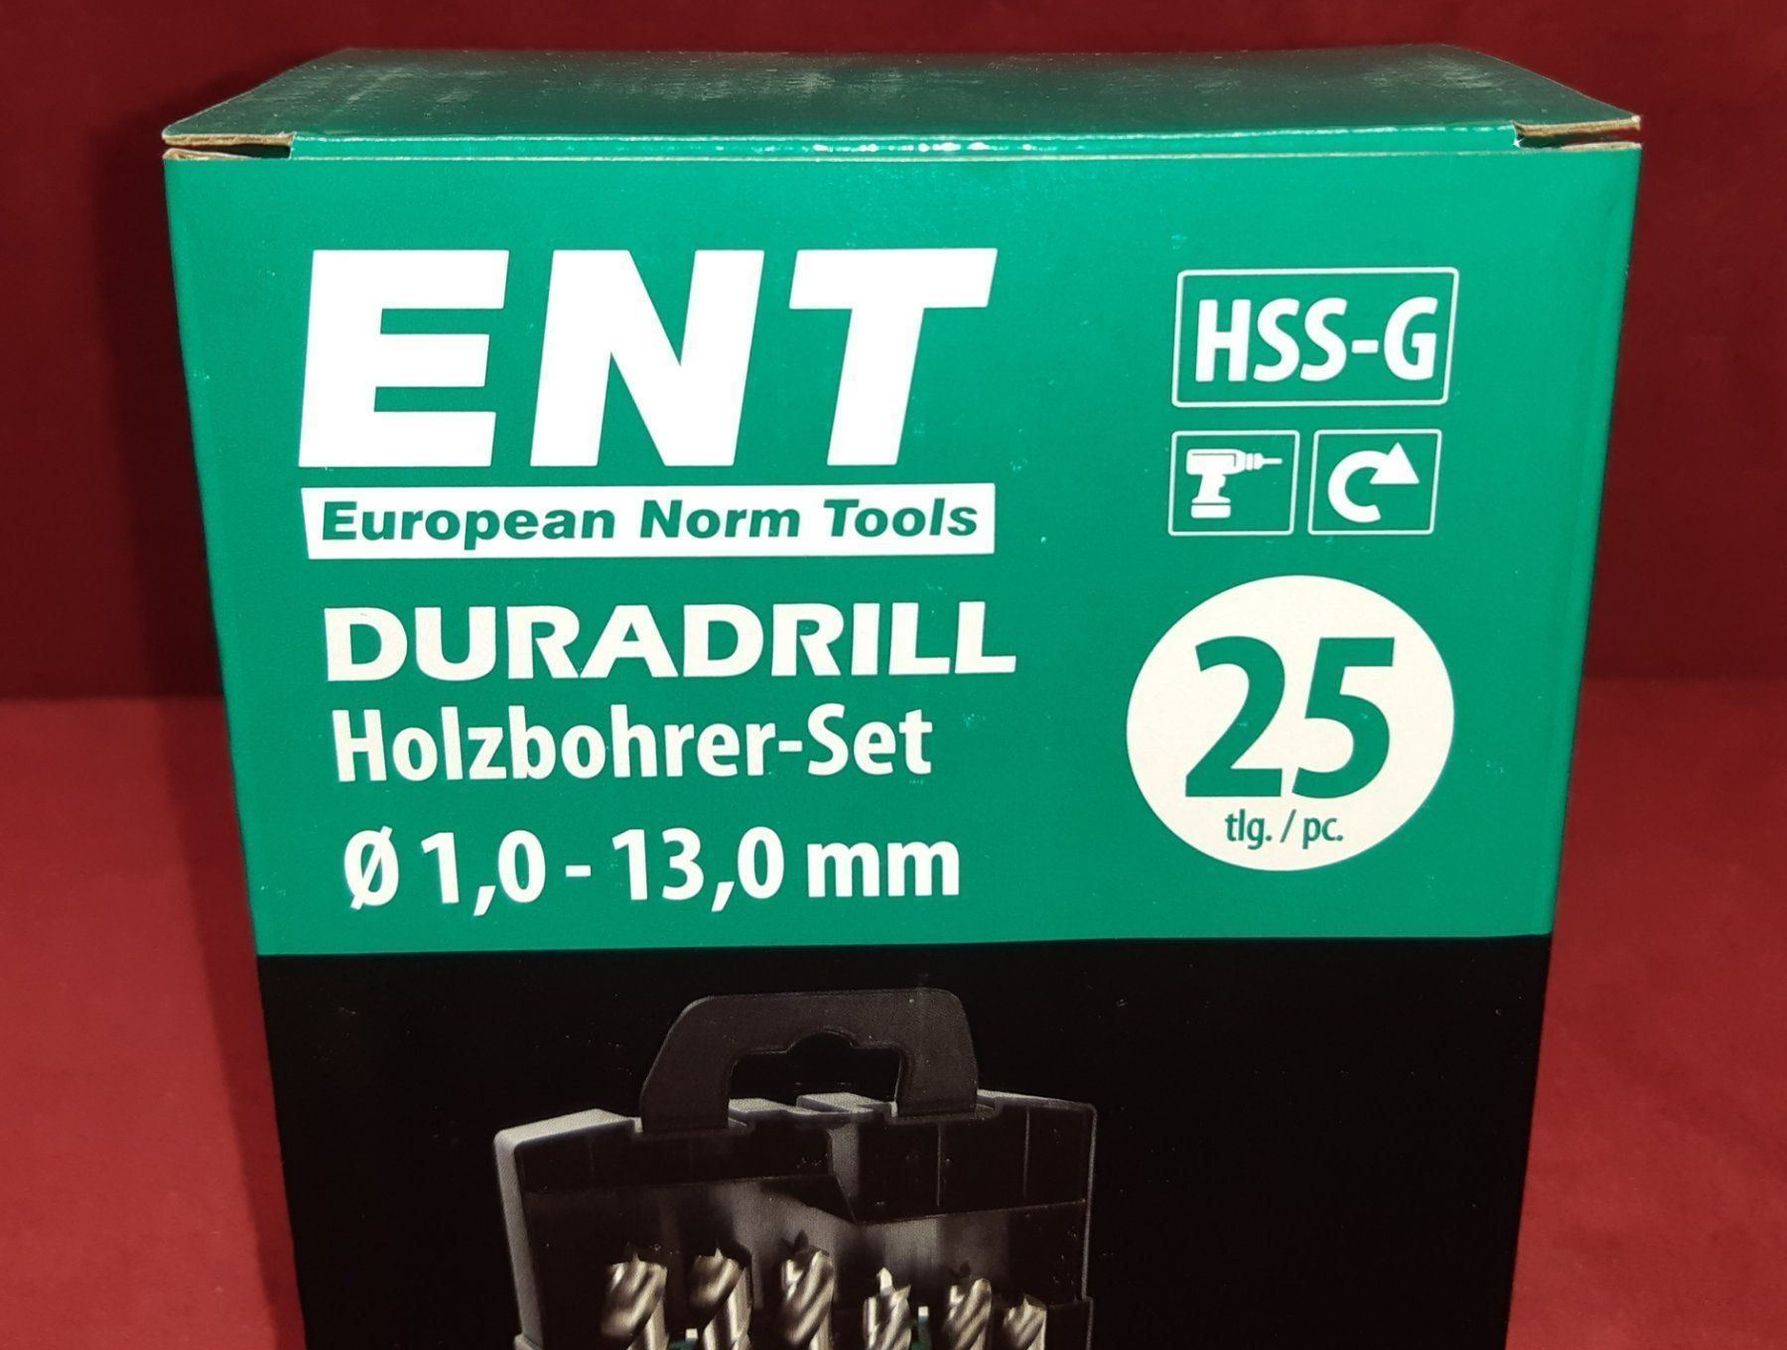 ENT
European Norm Tools
DURADRILL
Holzbohrer-Set
Ø 1,0 - 13,0 mm
HSS-G
25
tlg. / pc.